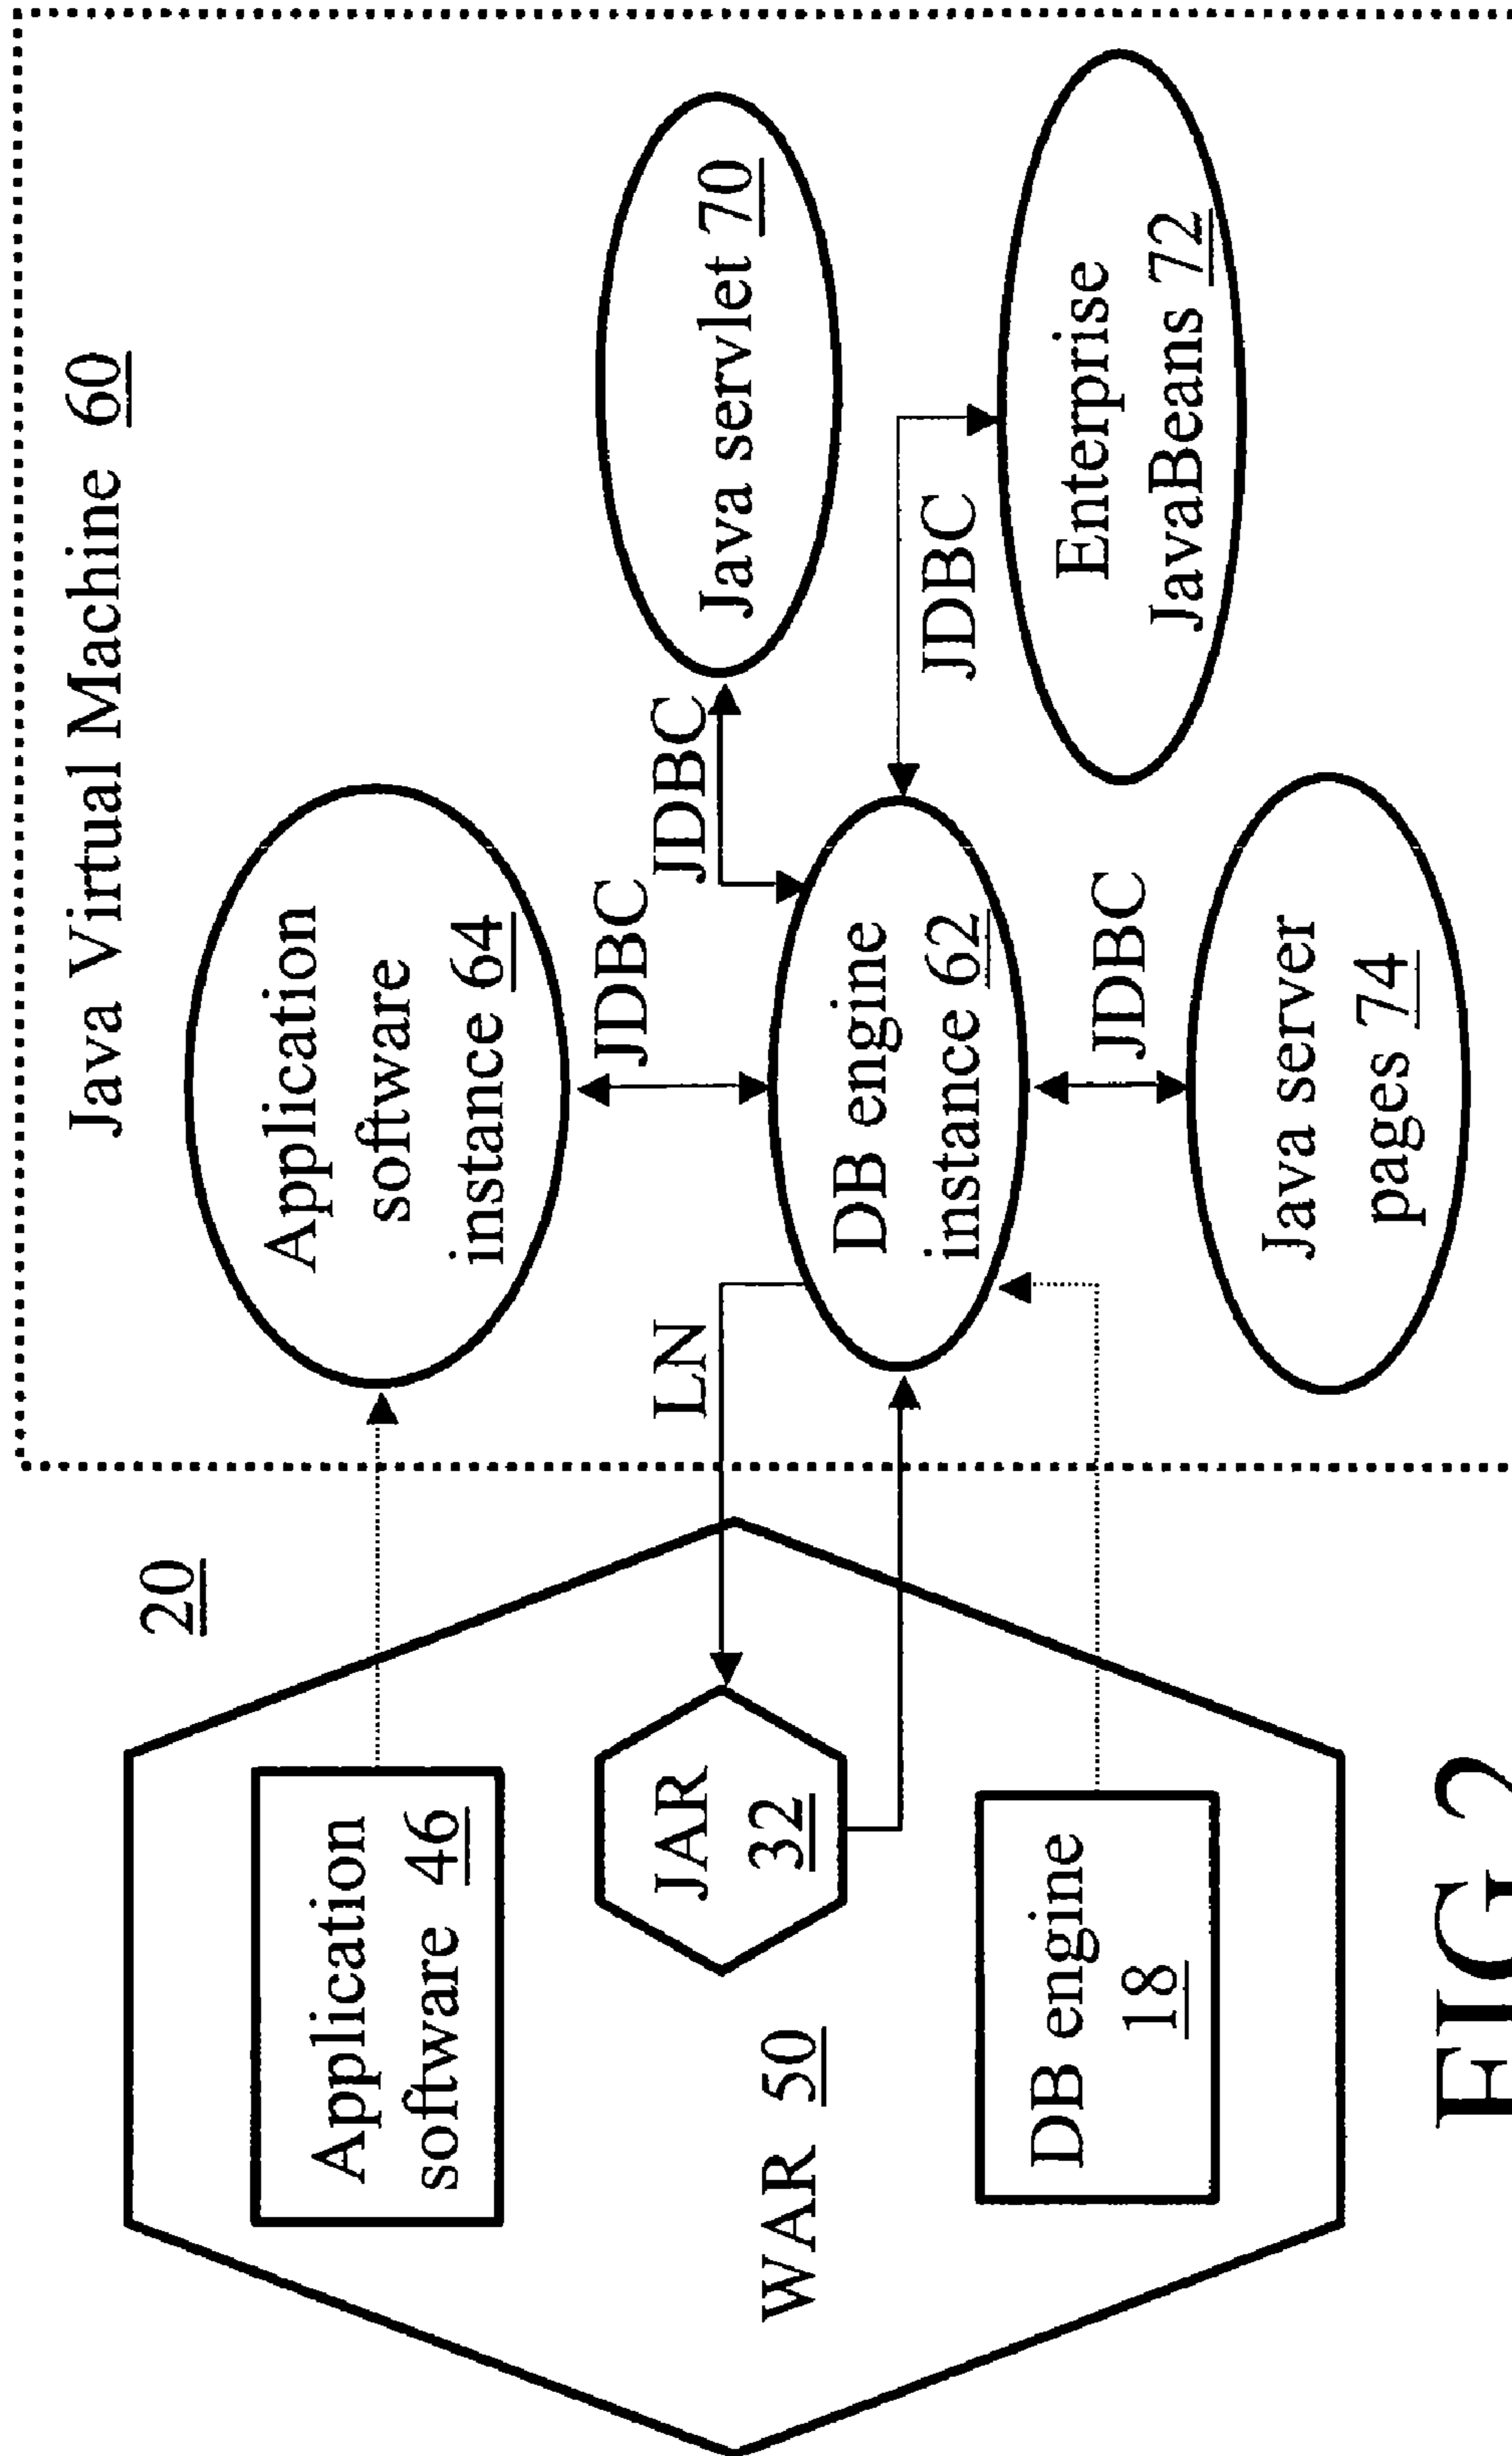 Java Virtual Machine 60
20
Application
software 46
Application
software
instance 64
JDBC
JDBC
Java servlet 70
LN
JAR
32
WAR 50
DB engine
instance 62
JDBC
Enterprise
JavaBeans 72
DB engine
18
JDBC
Java server
pages 74
FIG 2